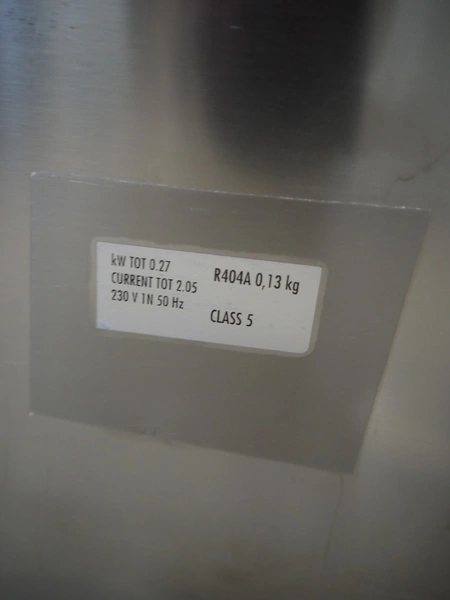 kW TOT 0.27
CURRENT TOT 2.05
230 V 1N 50 Hz
R404A 0,13 kg
CLASS 5